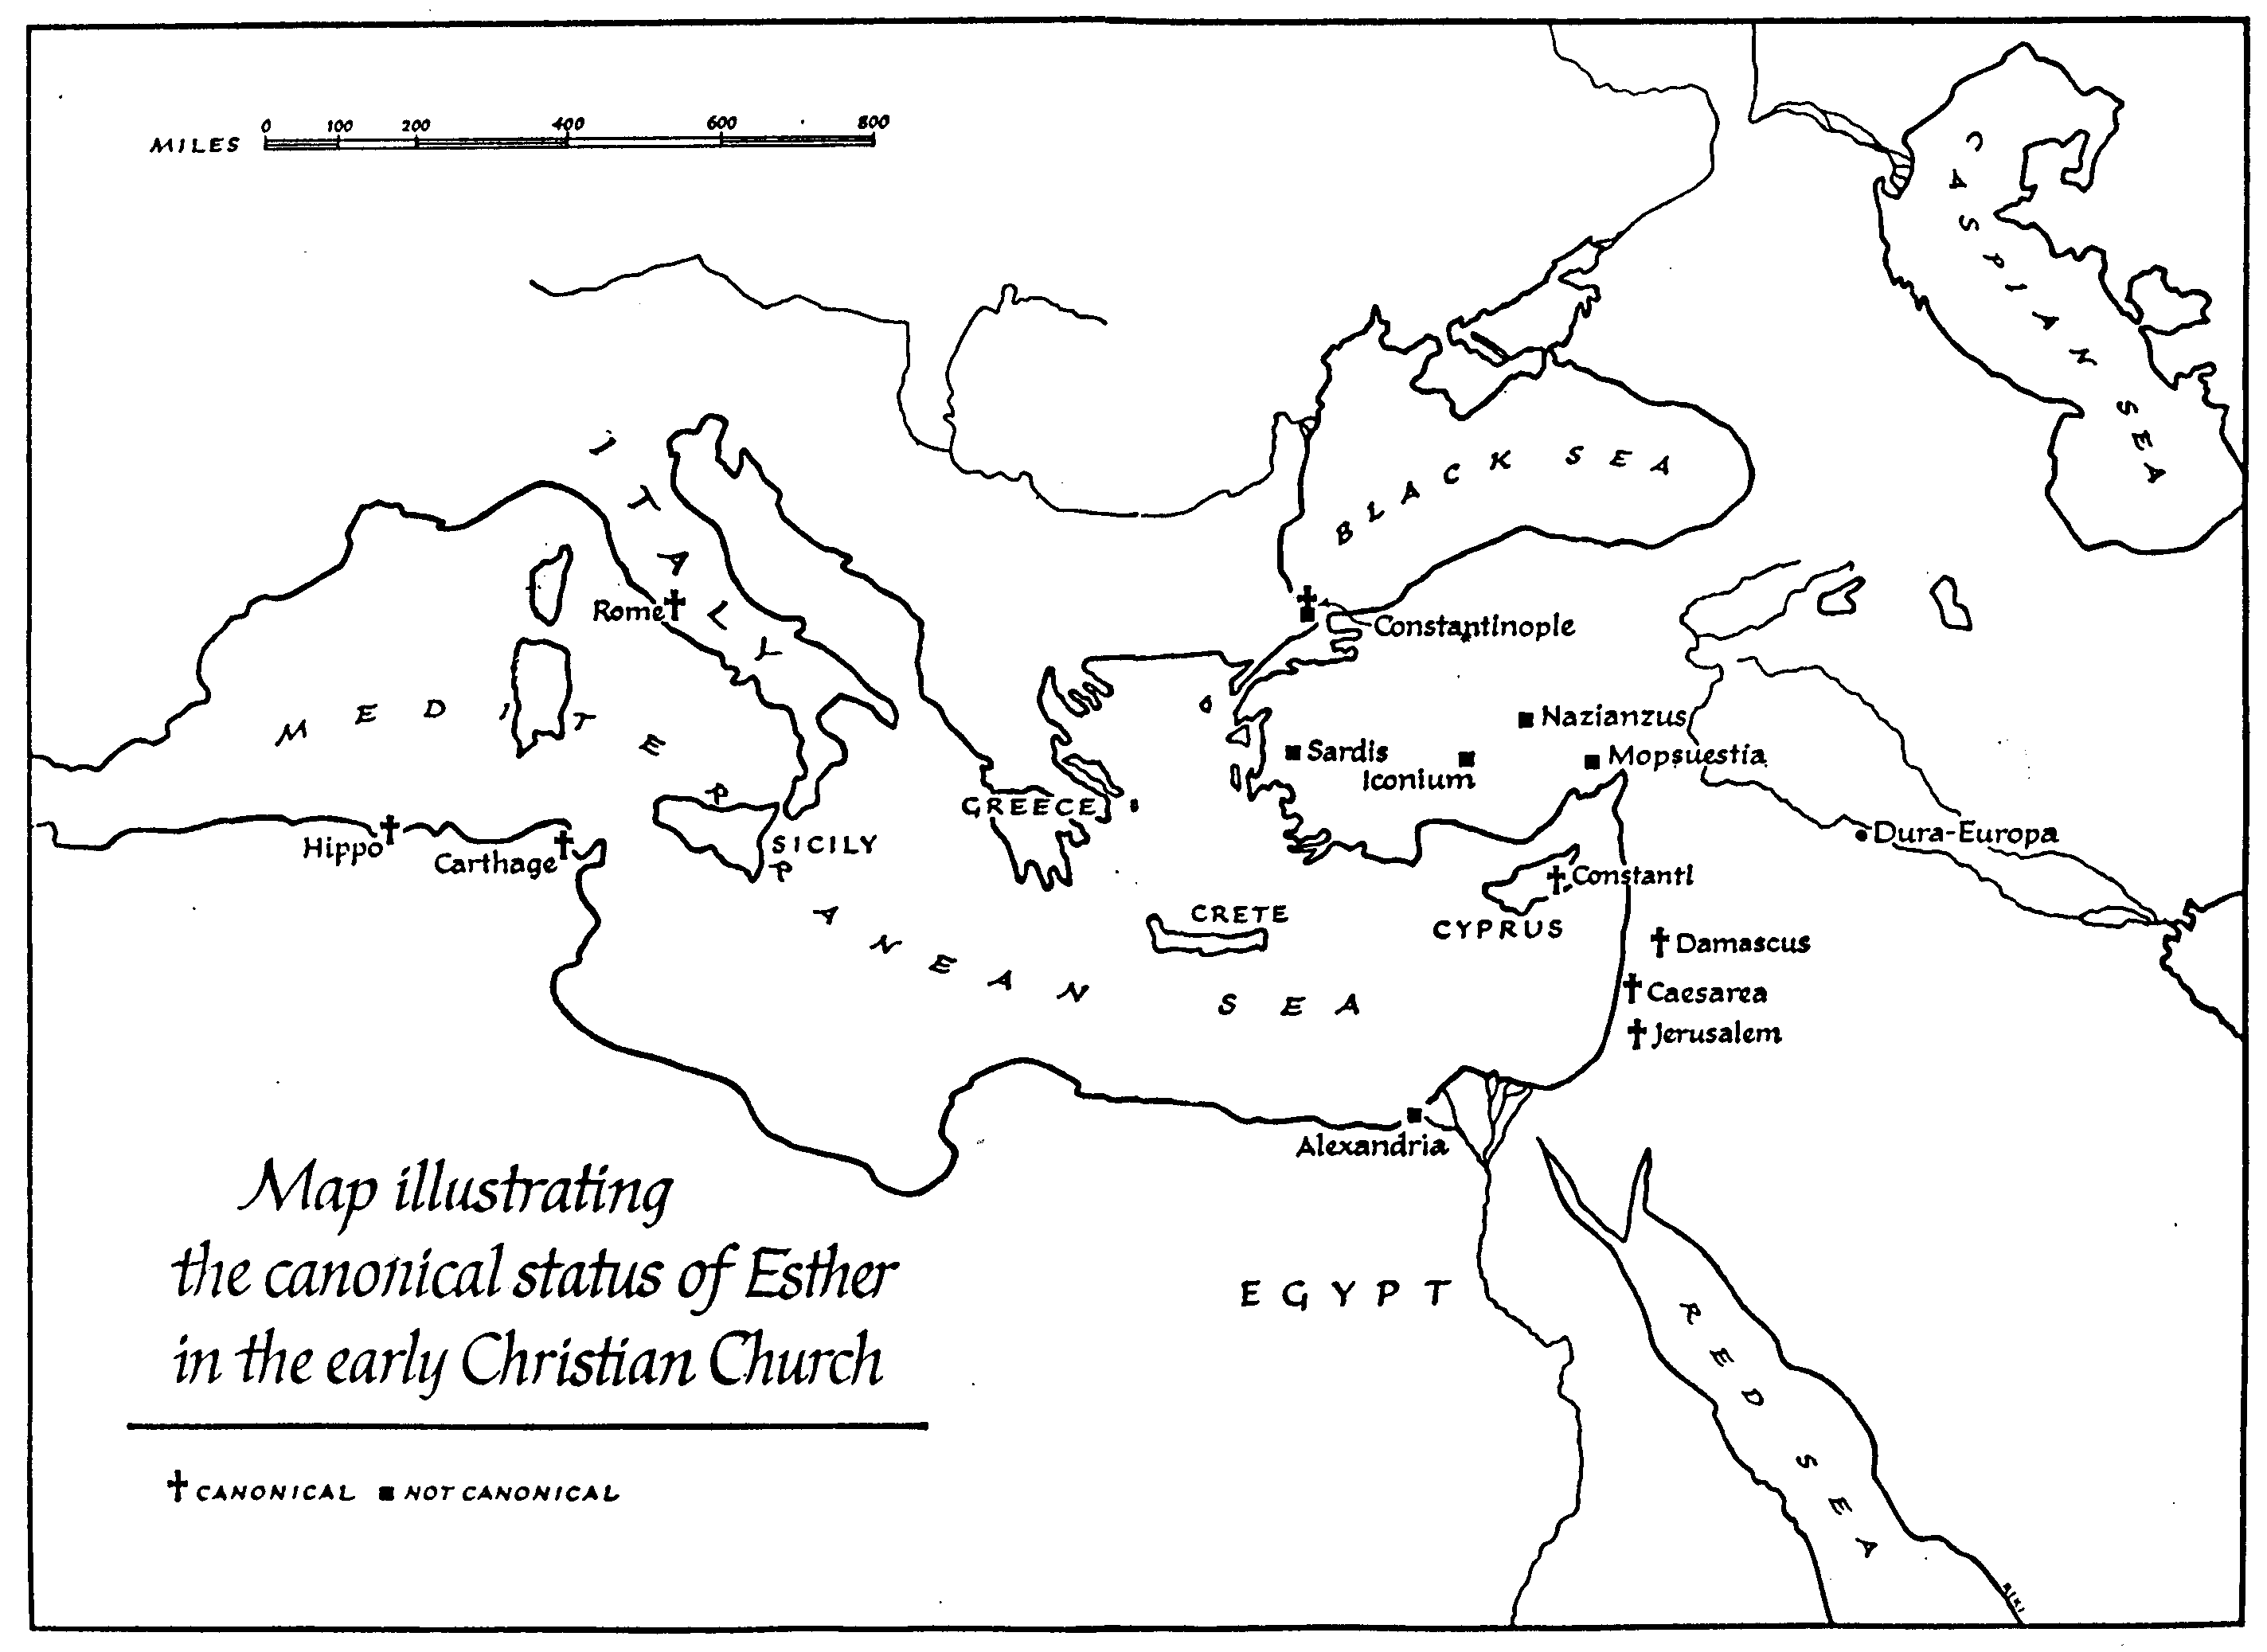 MILES 0 100 200 400 600 800
CASPIAN SEA
BLACK SEA
ITALY
Rome
Constantinople
MEDITERRANEAN SEA
Nazianzus
Sardis
Iconium
Mopsuestia
GREECE
Hippo
Carthage
SICILY
Dura-Europa
Constanti
CYPRUS
CRETE
Damascus
Caesarea
Jerusalem
Alexandria
EGYPT
RED SEA
Map illustrating
the canonical status of Esther
in the early Christian Church
CANONICAL NOT CANONICAL